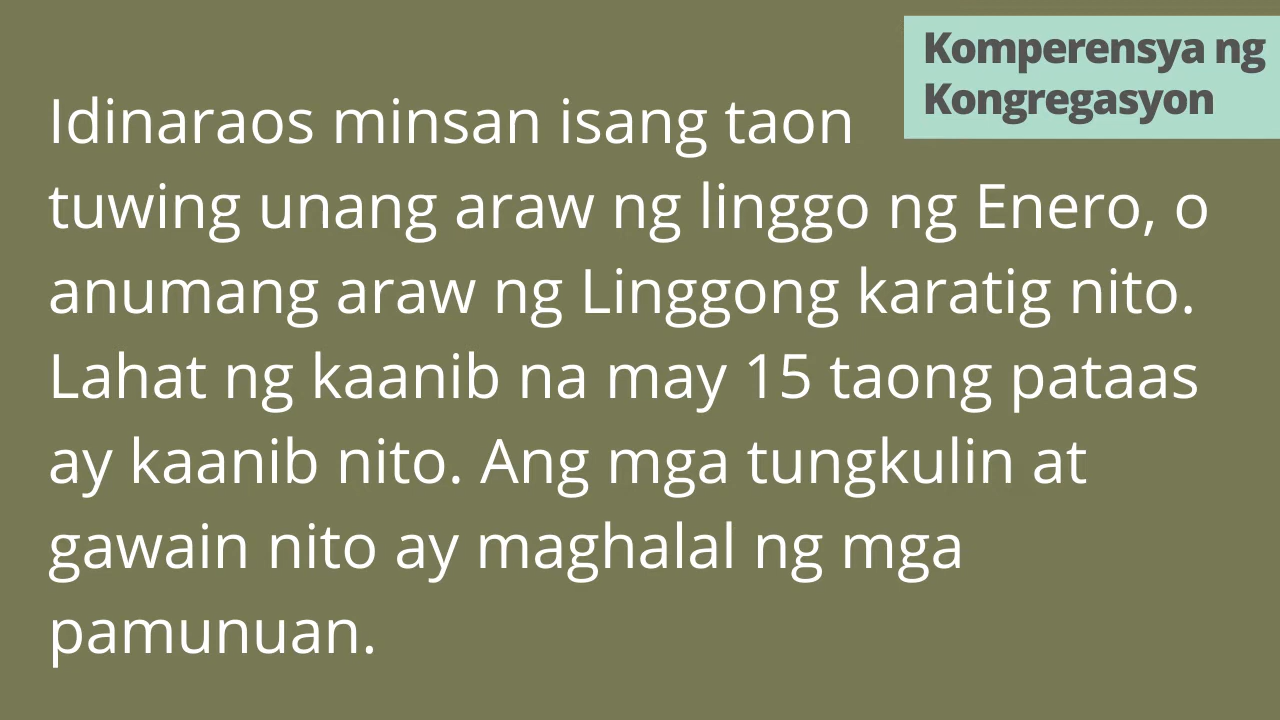 Komperensya ng
Kongregasyon
Idinaraos minsan isang taon
tuwing unang araw ng linggo ng Enero, o
anumang araw ng Linggong karatig nito.
Lahat ng kaanib na may 15 taong pataas
ay kaanib nito. Ang mga tungkulin at
gawain nito ay maghalal ng mga
pamunuan.